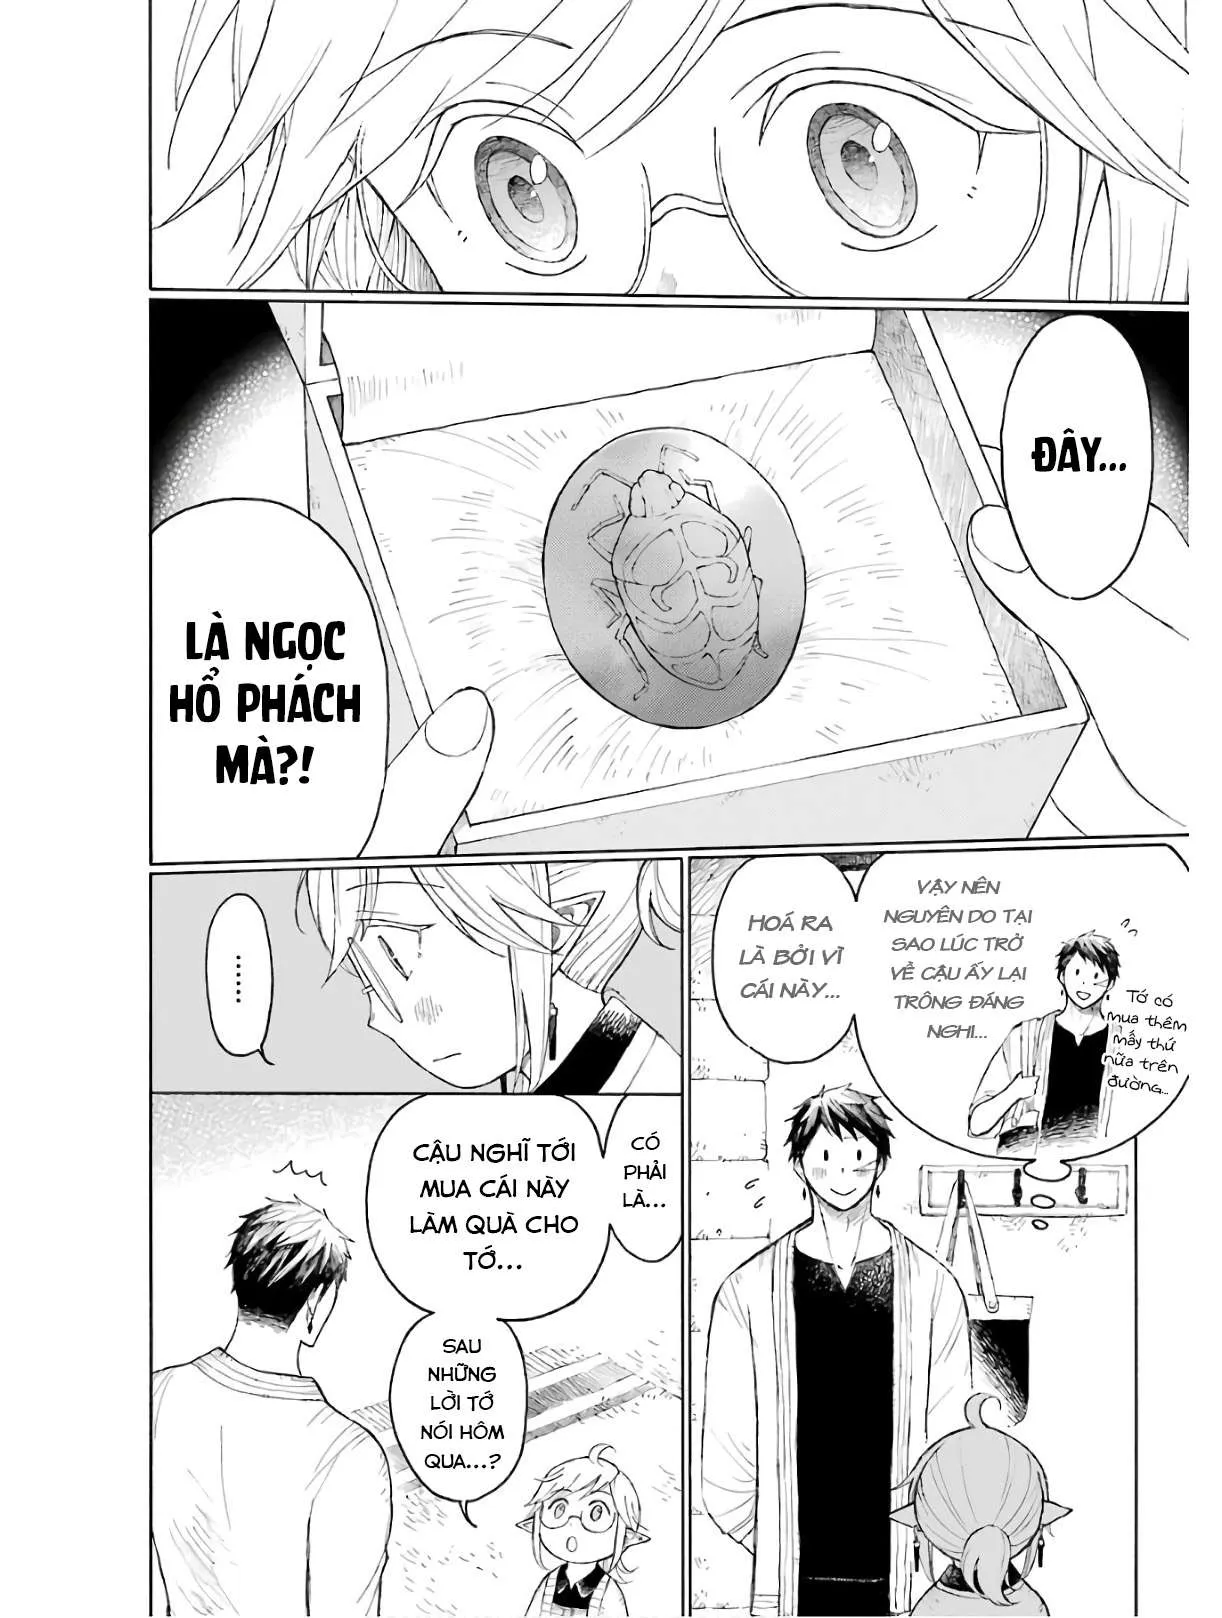 ĐÂY...
LÀ NGỌC
HỔ PHÁCH
MÀ?!
VẬY NÊN
NGUYÊN DO TẠI
SAO LÚC TRỞ
VỀ CẬU ẤY LẠI
TRÔNG ĐÁNG
NGHI...
Tớ có
mua thêm
mấy thứ
nữa trên
đường...
HOÁ RA
LÀ BỞI VÌ
CÁI NÀY...
......
CÓ
PHẢI
LÀ...
CẬU NGHĨ TỚI
MUA CÁI NÀY
LÀM QUÀ CHO
TỚ...
SAU
NHỮNG
LỜI TỚ
NÓI HÔM
QUA...?